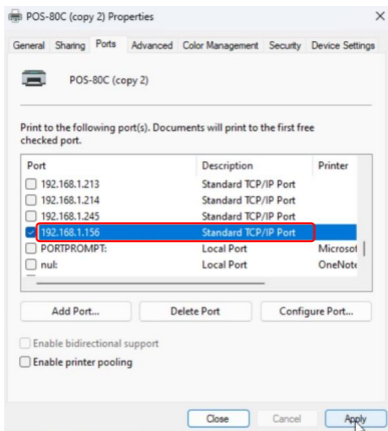 POS-80C (copy 2) Properties
General Sharing Ports Advanced Color Management Security Device Settings
POS-80C (copy 2)
Print to the following port(s). Documents will print to the first free
checked port.
Port Description Printer
192.168.1.213 Standard TCP/IP Port
192.168.1.214 Standard TCP/IP Port
192.168.1.245 Standard TCP/IP Port
192.168.1.156 Standard TCP/IP Port
PORTPROMPT: Local Port Microsof
nul: Local Port OneNote
Add Port... Delete Port Configure Port...
Enable bidirectional support
Enable printer pooling
Close Cancel Apply